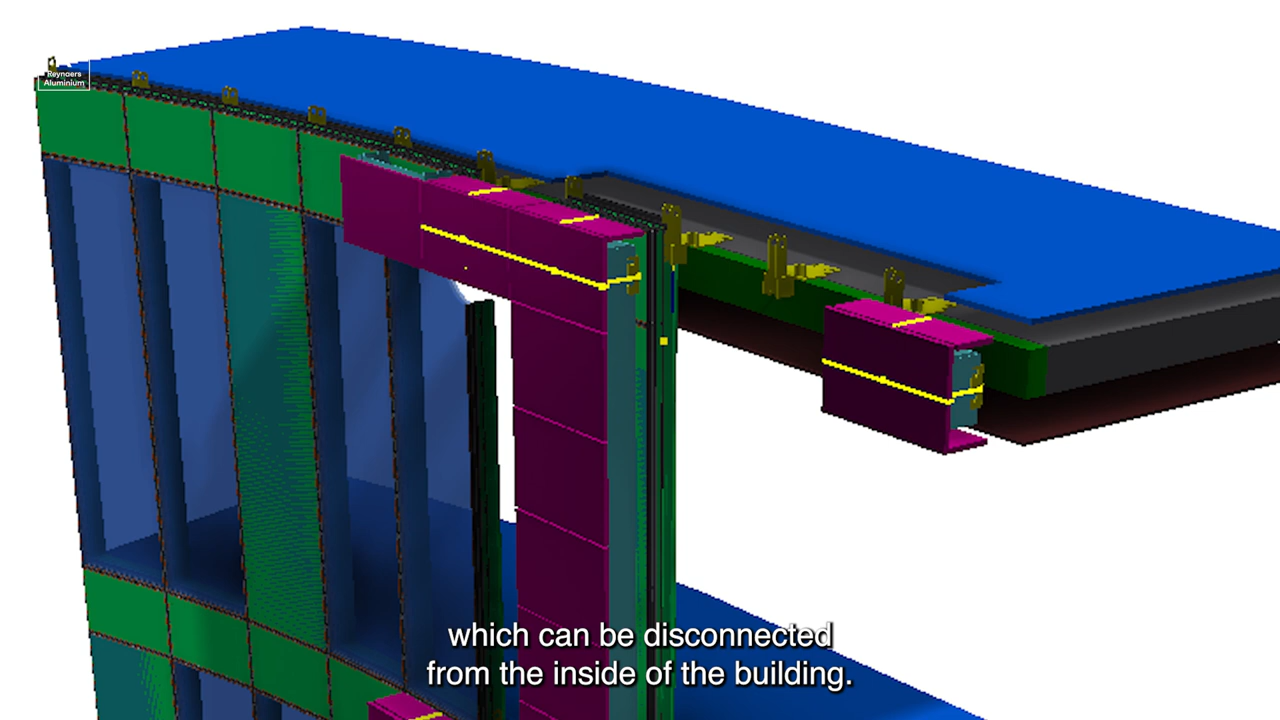 Reynaers
Aluminium
which can be disconnected
from the inside of the building.